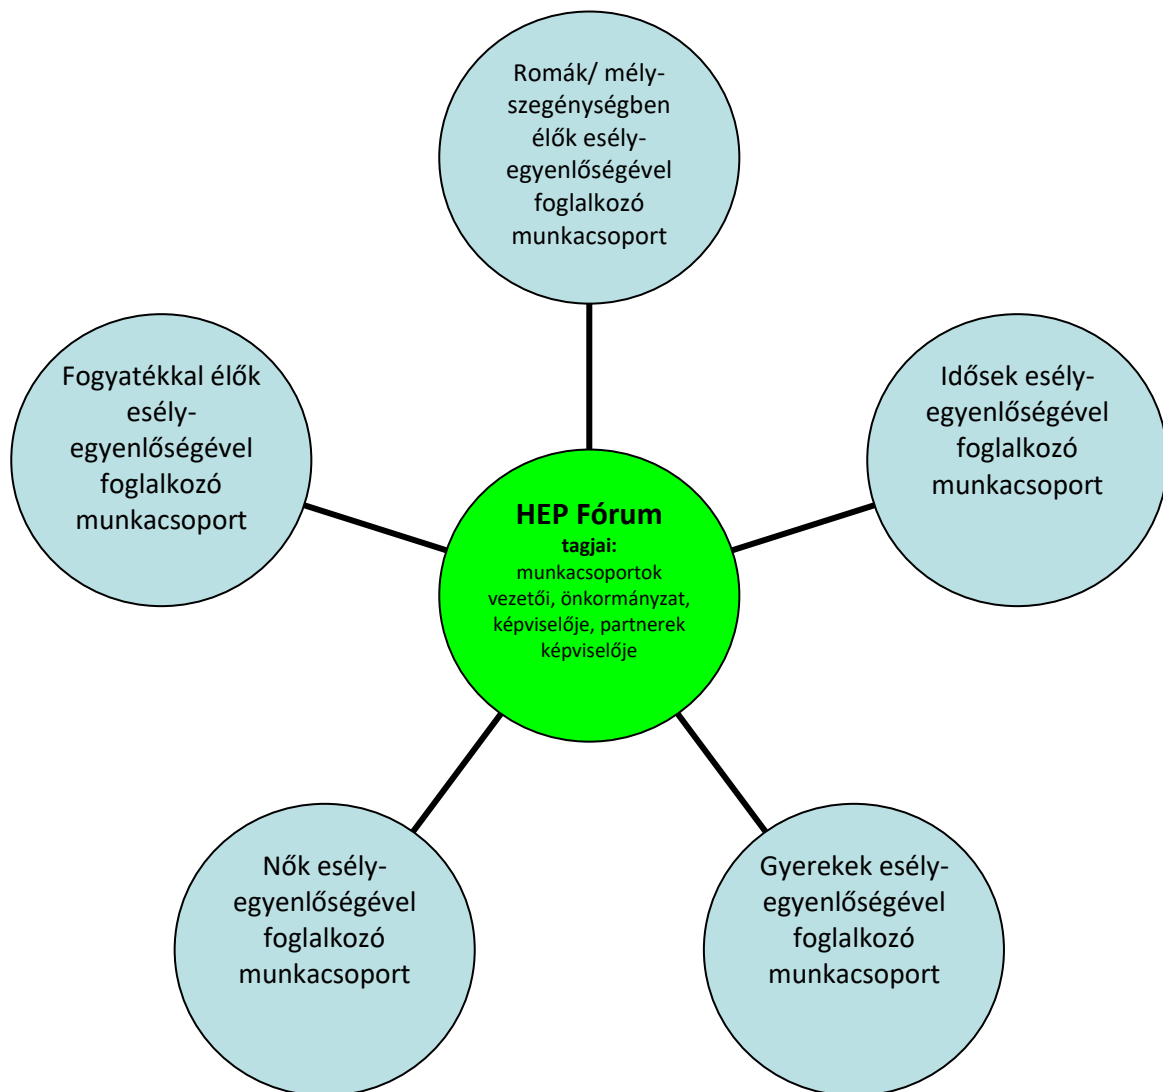 Romák/ mély-
szegénységben
élők esély-
egyenlőségével
foglalkozó
munkacsoport
Fogyatékkal élők
esély-
egyenlőségével
foglalkozó
munkacsoport
Idősek esély-
egyenlőségével
foglalkozó
munkacsoport
HEP Fórum
tagjai:
munkacsoportok
vezetői, önkormányzat,
képviselője, partnerek
képviselője
Nők esély-
egyenlőségével
foglalkozó
munkacsoport
Gyerekek esély-
egyenlőségével
foglalkozó
munkacsoport